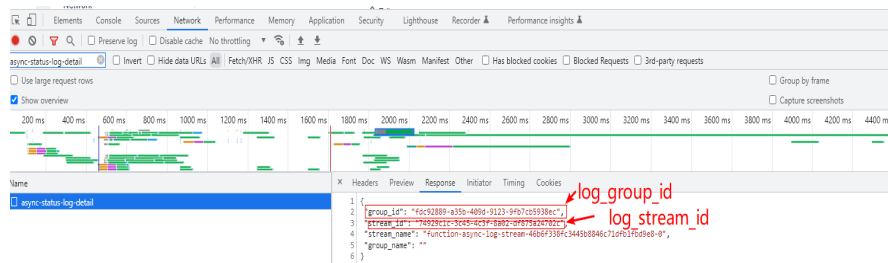 Elements Console Sources Network Performance Memory Application Security Lighthouse Recorder Performance insights
Preserve log Disable cache No throttling
async-status-log-detail Invert Hide data URLs All Fetch/XHR JS CSS Img Media Font Doc WS Wasm Manifest Other Has blocked cookies Blocked Requests 3rd-party requests
Use large request rows Group by frame
Show overview Capture screenshots
200 ms 400 ms 600 ms 800 ms 1000 ms 1200 ms 1400 ms 1600 ms 1800 ms 2000 ms 2200 ms 2400 ms 2600 ms 2800 ms 3000 ms 3200 ms 3400 ms 3600 ms 3800 ms 4000 ms 4200 ms 4400 m
Name × Headers Preview Response Initiator Timing Cookies
async-status-log-detail
1 {
log_group_id
2 "group_id": "fdc92889-a35b-409d-9123-9fb7cb5938ec",
log_stream_id
3 "stream_id": "74929c1c-5c45-4c3f-8a02-df875a24702c",
4 "stream_name": "function-async-log-stream-46b6f338fc3445b8846c71dfb1fbd9e8-0",
5 "group_name": ""
6 }